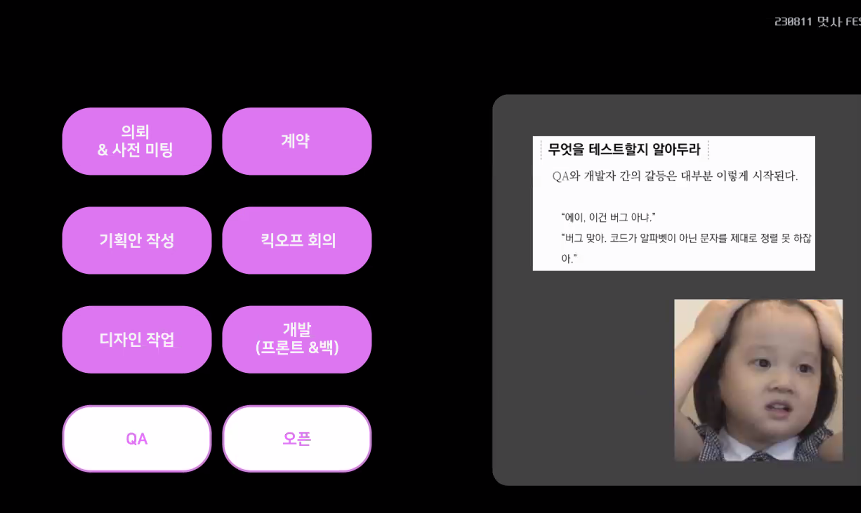 230811 멋사 FES
의뢰
& 사전 미팅
계약
기획안 작성
킥오프 회의
디자인 작업
개발
(프론트 &백)
QA
오픈
무엇을 테스트할지 알아두라
QA와 개발자 간의 갈등은 대부분 이렇게 시작된다.
“에이, 이건 버그 아냐.”
“버그 맞아. 코드가 알파벳이 아닌 문자를 제대로 정렬 못 하잖
아.”